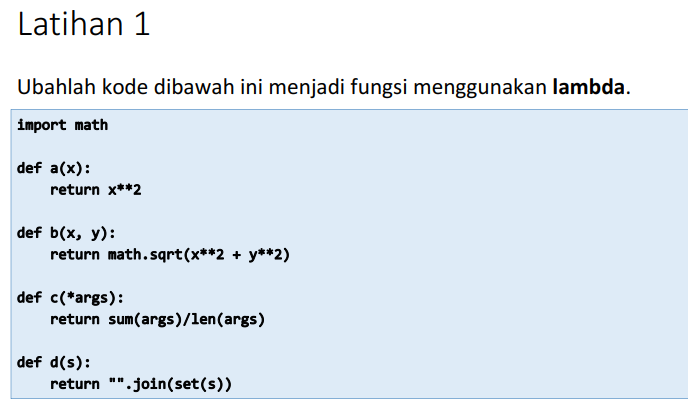 Latihan 1
Ubahlah kode dibawah ini menjadi fungsi menggunakan lambda.
import math
def a(x):
    return x**2
def b(x, y):
    return math.sqrt(x**2 + y**2)
def c(*args):
    return sum(args)/len(args)
def d(s):
    return "".join(set(s))